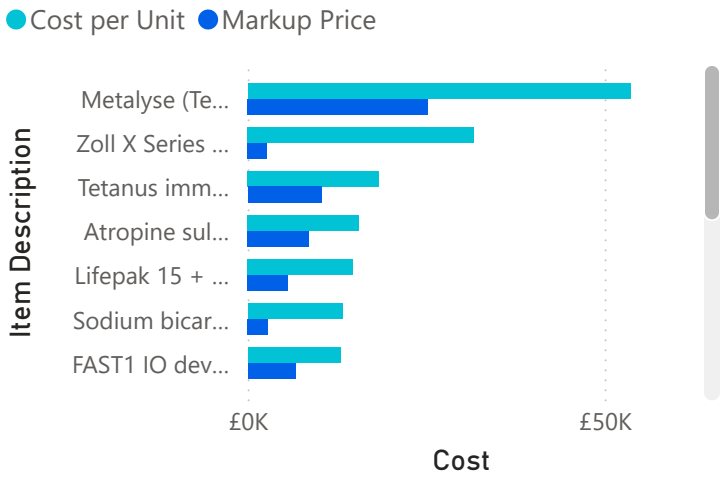 Cost per Unit Markup Price
Item Description
Metalyse (Te...
Zoll X Series ...
Tetanus imm...
Atropine sul...
Lifepak 15 + ...
Sodium bicar...
FAST1 IO dev...
£0K £50K
Cost